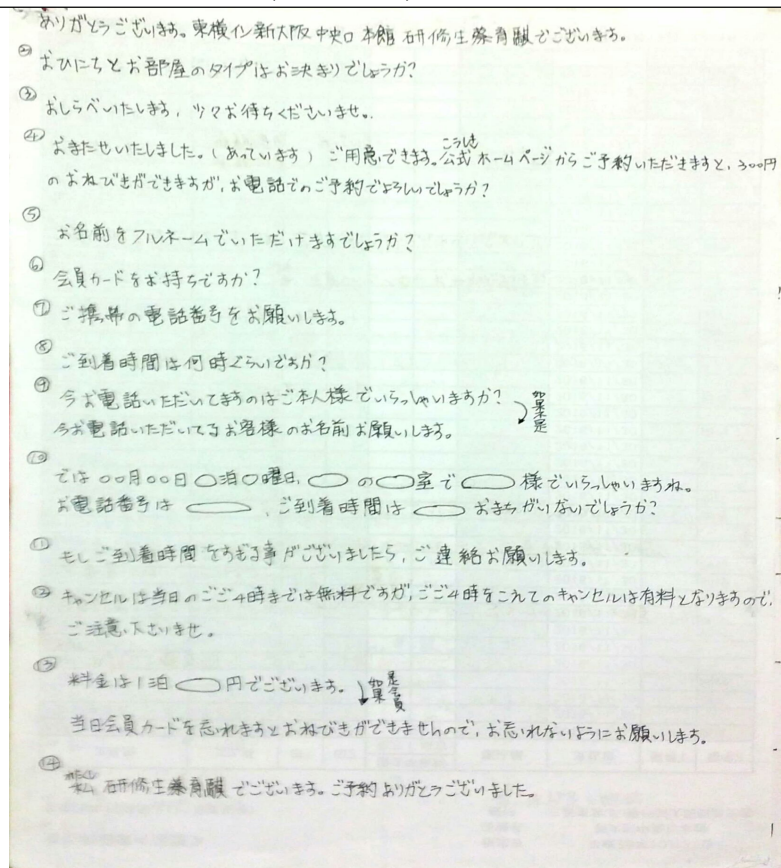 ありがとうございます。東横イン新大阪中央口本館 研修生蔡育騏でございます。
② おひにちとお部屋のタイプはお決まりでしょうか?
③ おしらべいたします,少々お待ちくださいませ。
④ おまたせいたしました。(あっています) ご用意できます。公式ホームページからご予約いただきますと,300円
こうしき
のおねびきができますが,お電話でのご予約でよろしいでしょうか?
⑤ お名前をフルネームでいただけますでしょうか?
⑥ 会員カードをお持ちですか?
⑦ ご携帯の電話番号をお願いします。
⑧ ご到着時間は何時ぐらいですか?
⑨ 今お電話いただいてますのはご本人様でいらっしゃいますか? 如果不是
今お電話いただいてるお客様のお名前お願いします。
⑩ では○○月○○日○泊○曜日,○の○室で○様でいらっしゃいますね。
お電話番号は○,ご到着時間は○おまちがいないでしょうか?
⑪ もしご到着時間をすぎる事がございましたら,ご連絡お願いします。
⑫ キャンセルは当日のごご4時までは無料ですが,ごご4時をこえてのキャンセルは有料となりますので,
ご注意下さいませ。
⑬ 料金は1泊○円でございます。 如果是会員
当日会員カードを忘れますとおねびきができませんので,お忘れないようにお願いします。
⑭ 私 研修生蔡育騏でございます。ご予約ありがとうございました。